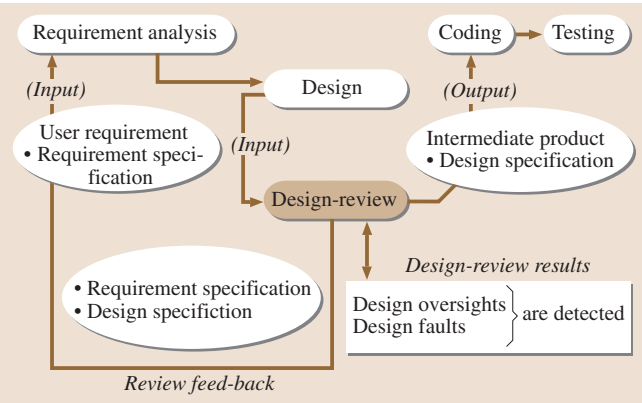 Requirement analysis
Coding
Testing
(Input)
Design
(Output)
User requirement
• Requirement speci-
fication
(Input)
Intermediate product
• Design specification
Design-review
• Requirement specification
• Design specifiction
Design-review results
Design oversights
Design faults
are detected
Review feed-back